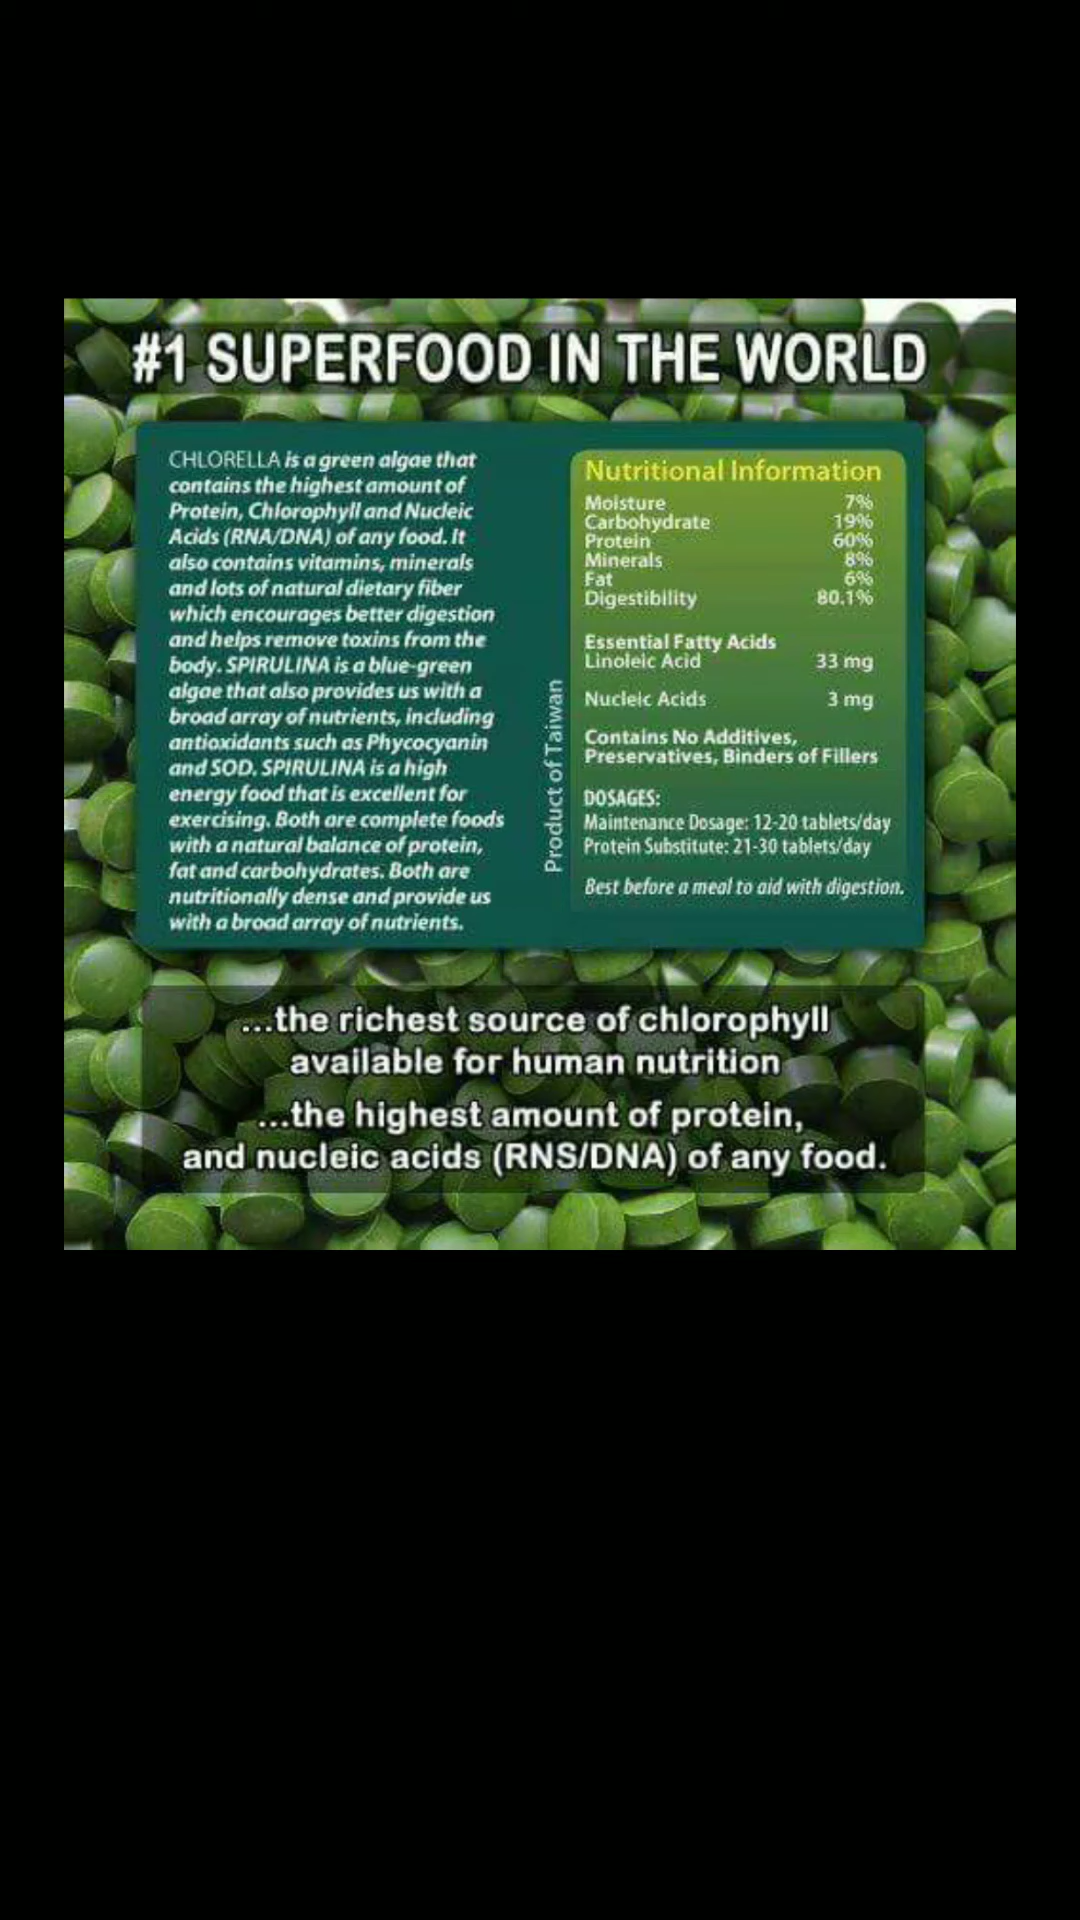 #1 SUPERFOOD IN THE WORLD
CHLORELLA is a green algae that
contains the highest amount of
Protein, Chlorophyll and Nucleic
Acids (RNA/DNA) of any food. It
also contains vitamins, minerals
and lots of natural dietary fiber
which encourages better digestion
and helps remove toxins from the
body. SPIRULINA is a blue-green
algae that also provides us with a
broad array of nutrients, including
antioxidants such as Phycocyanin
and SOD. SPIRULINA is a high
energy food that is excellent for
exercising. Both are complete foods
with a natural balance of protein,
fat and carbohydrates. Both are
nutritionally dense and provide us
with a broad array of nutrients.
Product of Taiwan
Nutritional Information
Moisture 7%
Carbohydrate 19%
Protein 60%
Minerals 8%
Fat 6%
Digestibility 80.1%
Essential Fatty Acids
Linoleic Acid 33 mg
Nucleic Acids 3 mg
Contains No Additives,
Preservatives, Binders of Fillers
DOSAGES:
Maintenance Dosage: 12-20 tablets/day
Protein Substitute: 21-30 tablets/day
Best before a meal to aid with digestion.
...the richest source of chlorophyll
available for human nutrition
...the highest amount of protein,
and nucleic acids (RNS/DNA) of any food.